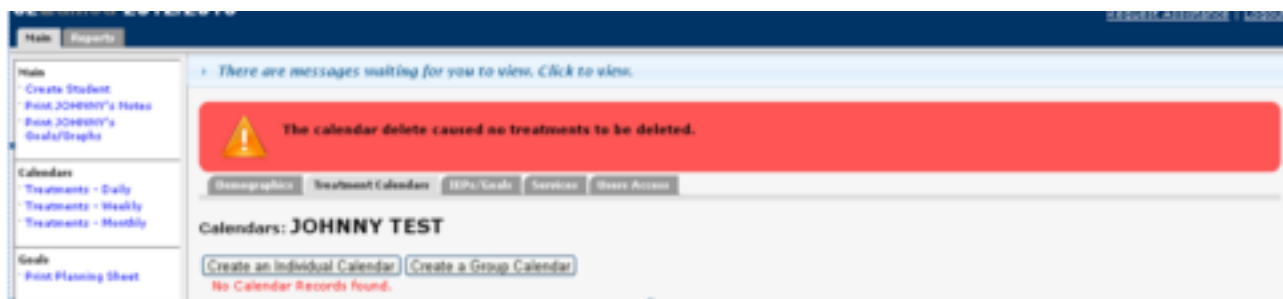 Request Assistance | Logout
Main Reports
Main
Create Student
Print JOHNNY's Notes
Print JOHNNY's
Goals/Graphs
Calendars
Treatments - Daily
Treatments - Weekly
Treatments - Monthly
Goals
Print Planning Sheet
There are messages waiting for you to view. Click to view.
The calendar delete caused no treatments to be deleted.
Demographics Treatment Calendars IEPs/Goals Services Users Access
Calendars: JOHNNY TEST
Create an Individual Calendar Create a Group Calendar
No Calendar Records found.